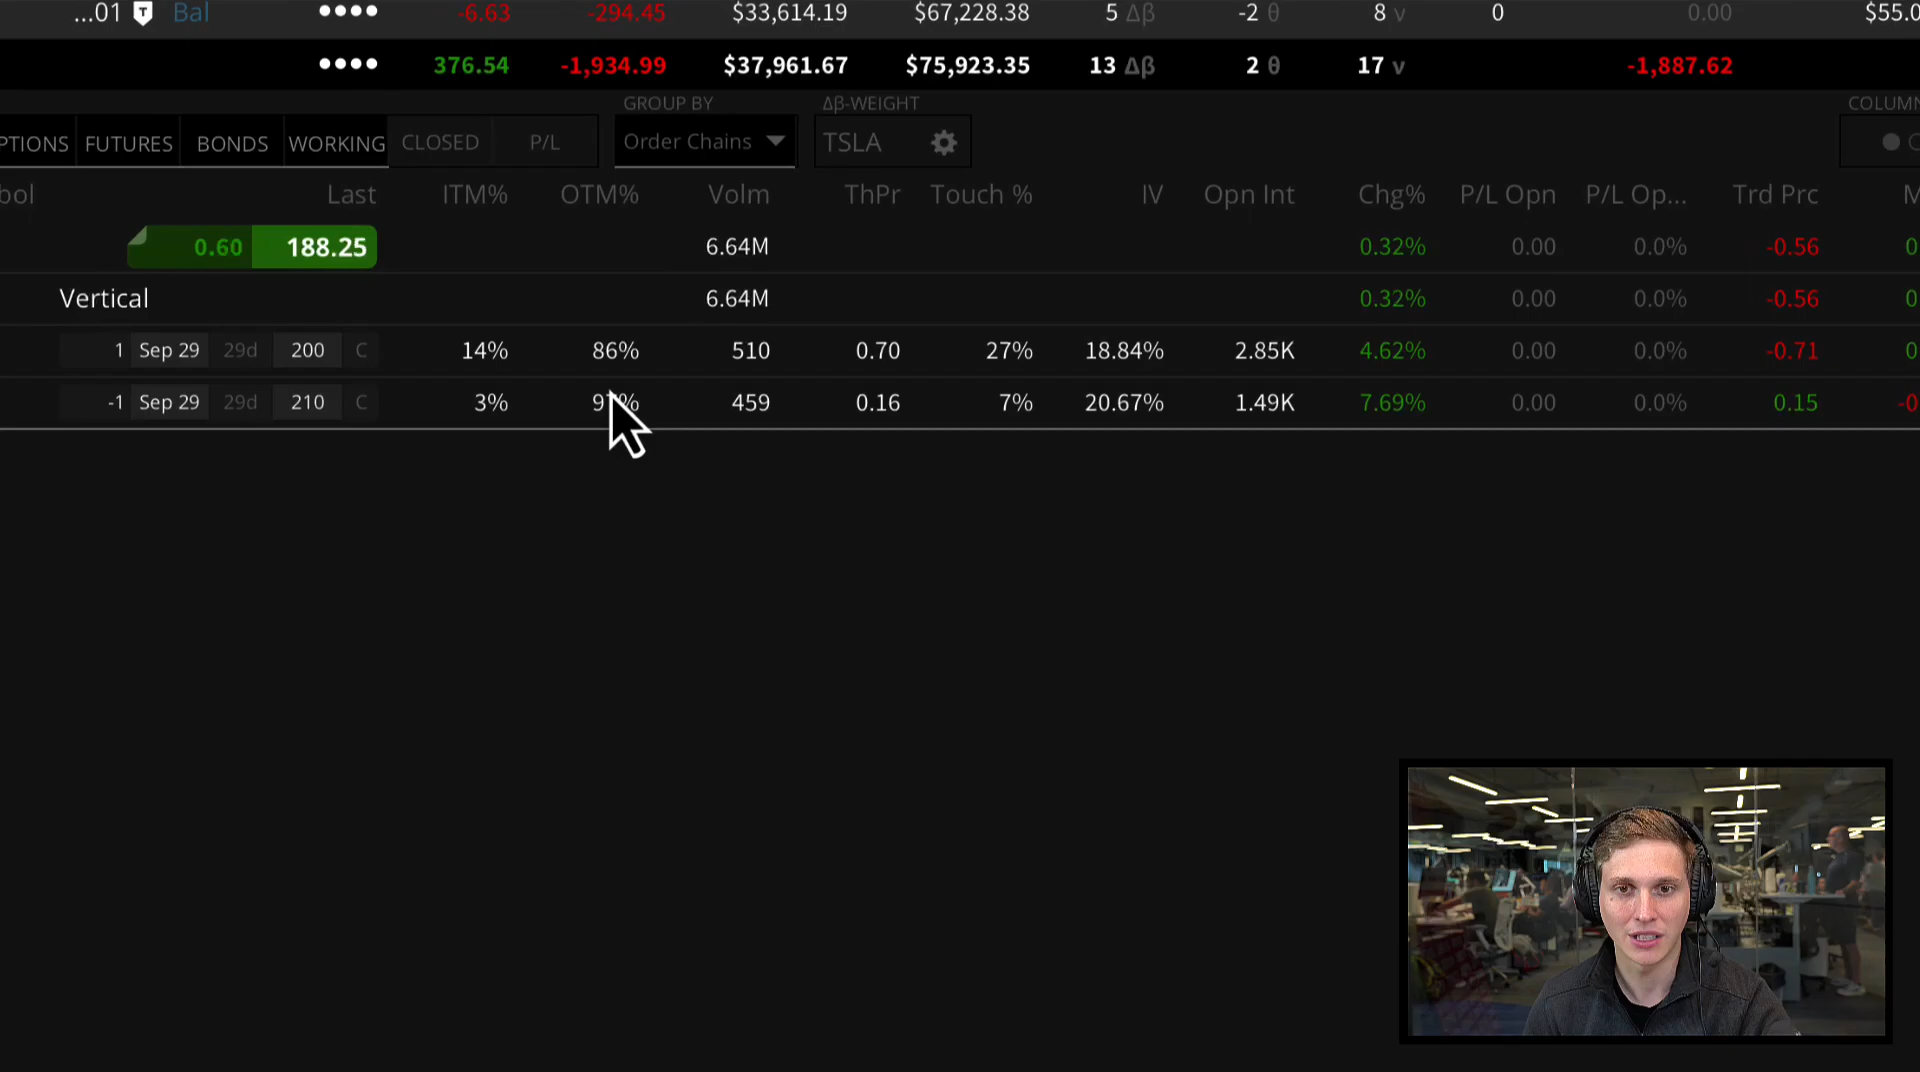 ...01 T Bal •••• -6.63 -294.45 $33,614.19 $67,228.38 5 Δβ -2 θ 8 ν 0 0.00 $55.0
•••• 376.54 -1,934.99 $37,961.67 $75,923.35 13 Δβ 2 θ 17 ν -1,887.62
GROUP BY Δβ-WEIGHT COLUMN
PTIONS FUTURES BONDS WORKING CLOSED P/L Order Chains TSLA
bol Last ITM% OTM% Volm ThPr Touch % IV Opn Int Chg% P/L Opn P/L Op... Trd Prc M
0.60 188.25 6.64M 0.32% 0.00 0.0% -0.56 0
Vertical 6.64M 0.32% 0.00 0.0% -0.56 0
1 Sep 29 29d 200 C 14% 86% 510 0.70 27% 18.84% 2.85K 4.62% 0.00 0.0% -0.71 0
-1 Sep 29 29d 210 C 3% 459 0.16 7% 20.67% 1.49K 7.69% 0.00 0.0% 0.15 -0